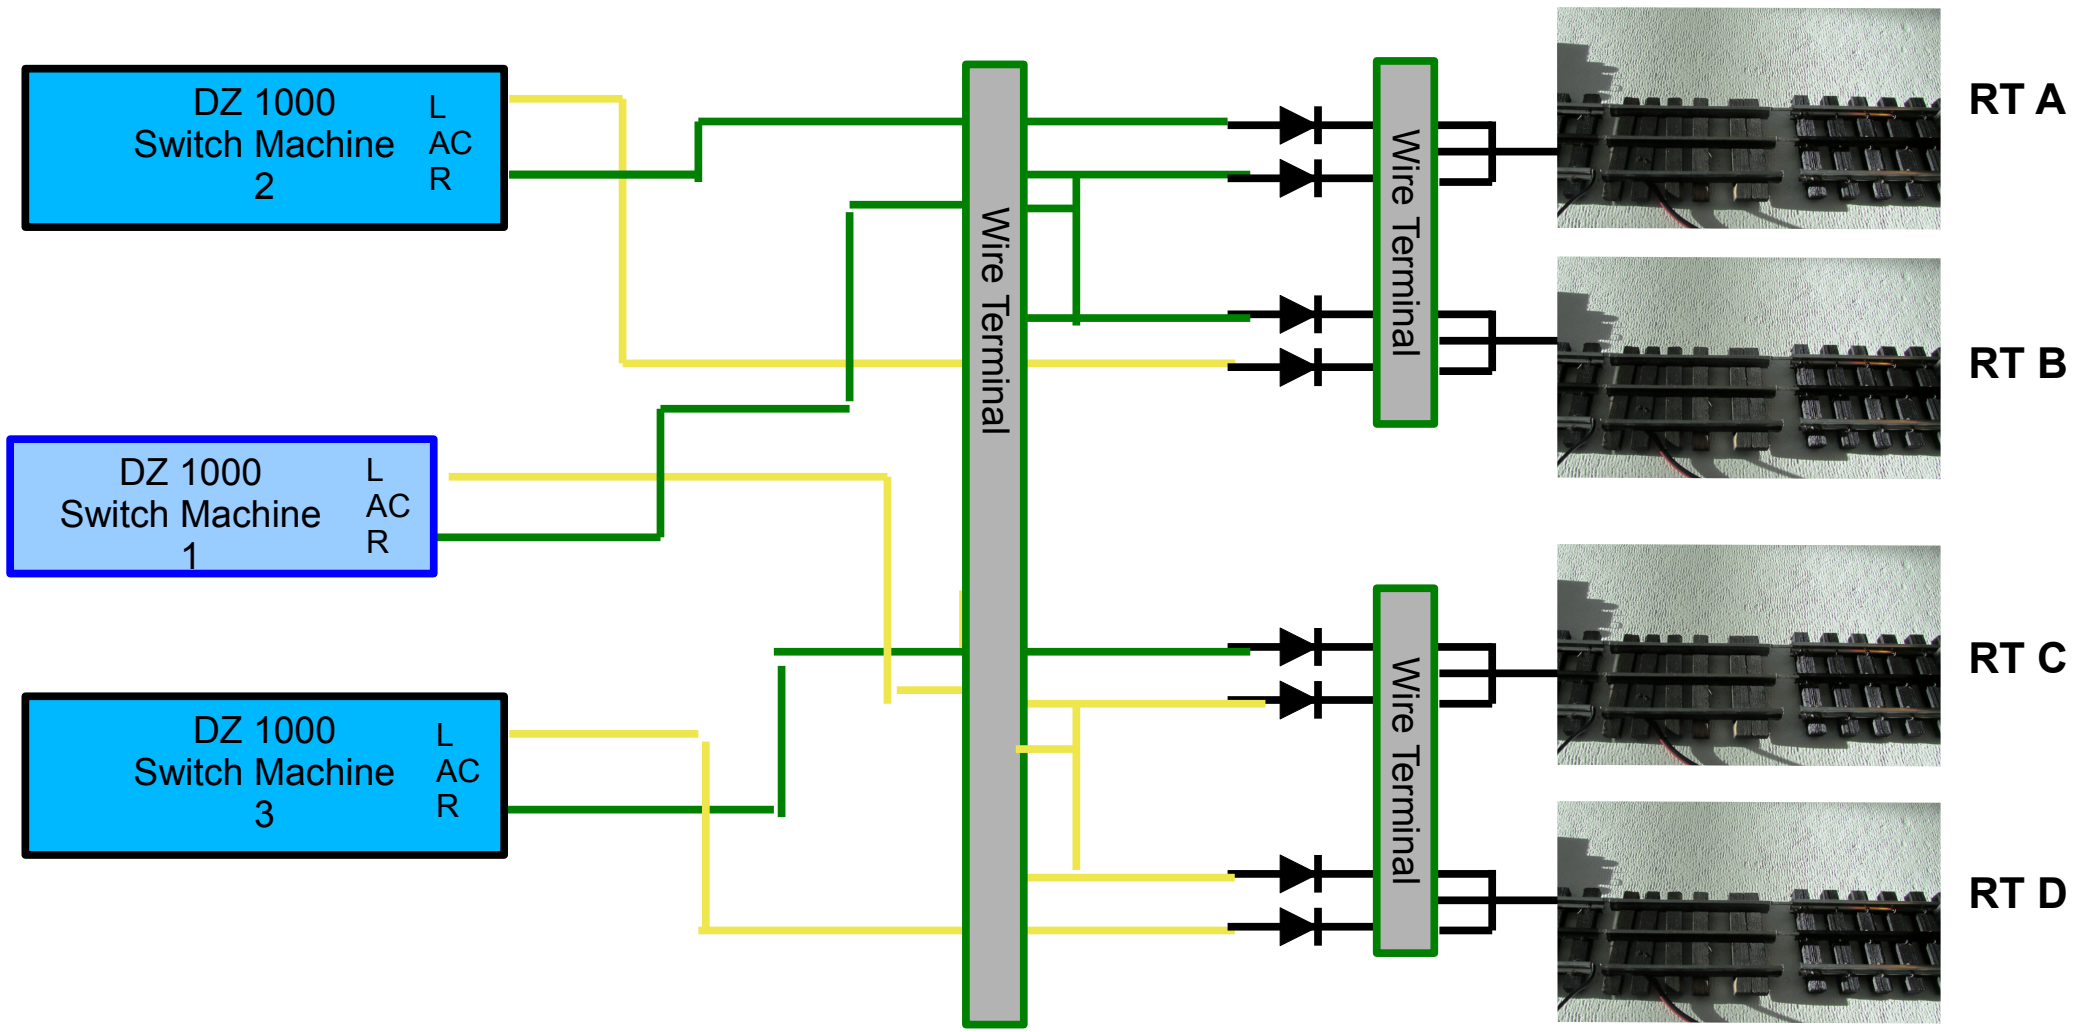 DZ 1000
Switch Machine
2
L
AC
R
DZ 1000
Switch Machine
1
L
AC
R
DZ 1000
Switch Machine
3
L
AC
R
Wire Terminal
Wire Terminal
Wire Terminal
RT A
RT B
RT C
RT D